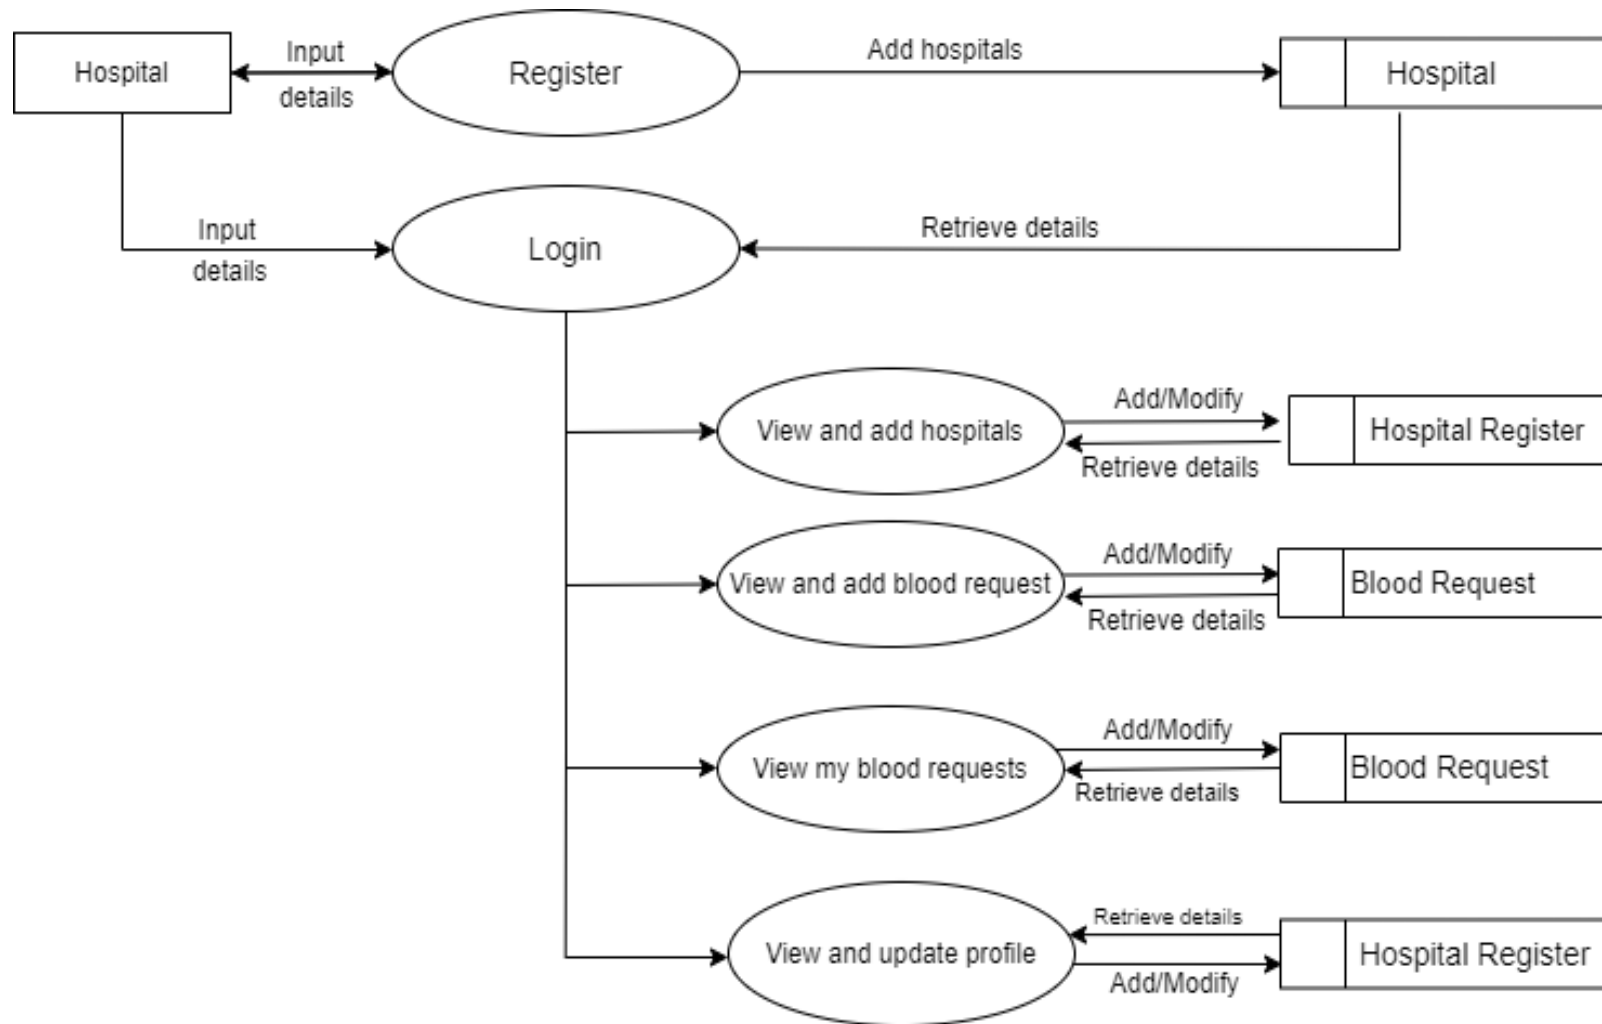 Hospital
Input
details
Register
Add hospitals
Hospital
Input
details
Login
Retrieve details
View and add hospitals
Add/Modify
Retrieve details
Hospital Register
View and add blood request
Add/Modify
Retrieve details
Blood Request
View my blood requests
Add/Modify
Retrieve details
Blood Request
View and update profile
Retrieve details
Add/Modify
Hospital Register